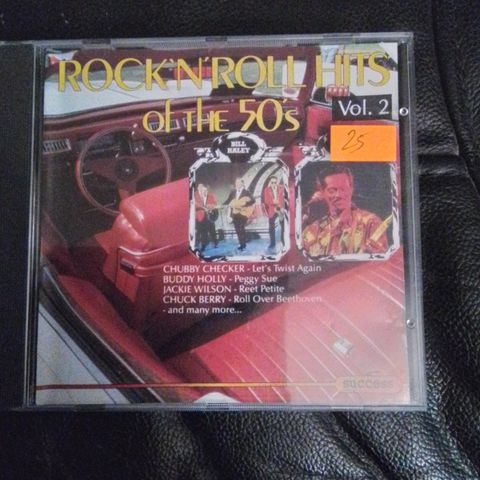 ROCK'N'ROLL HITS
of THE 50's
Vol. 2
25
BILL
HALEY
CHUBBY CHECKER - Let's Twist Again
BUDDY HOLLY - Peggy Sue
JACKIE WILSON - Reet Petite
CHUCK BERRY - Roll Over Beethoven
- and many more...
success